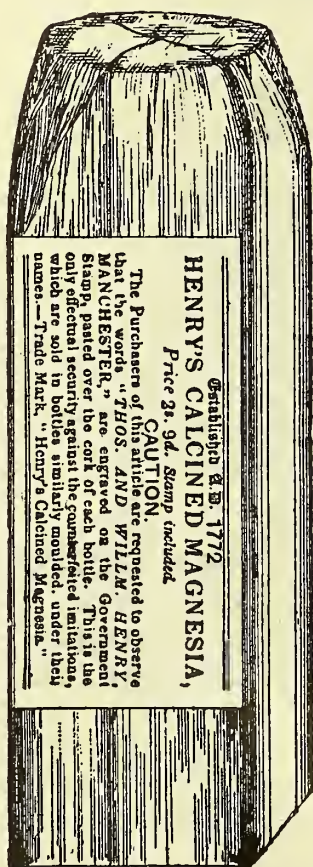 Established A.D. 1772
HENRY'S CALCINED MAGNESIA,
Price 2s. 9d. Stamp included.
CAUTION.
The Purchasers of this article are requested to observe
that the words "THOS. AND WILLM. HENRY,
MANCHESTER," are engraved on the Government
Stamp, pasted over the cork of each bottle. This is the
only effectual security against the counterfeited imitations,
which are sold in bottles similarly moulded, under their
names.—Trade Mark, "Henry's Calcined Magnesia."